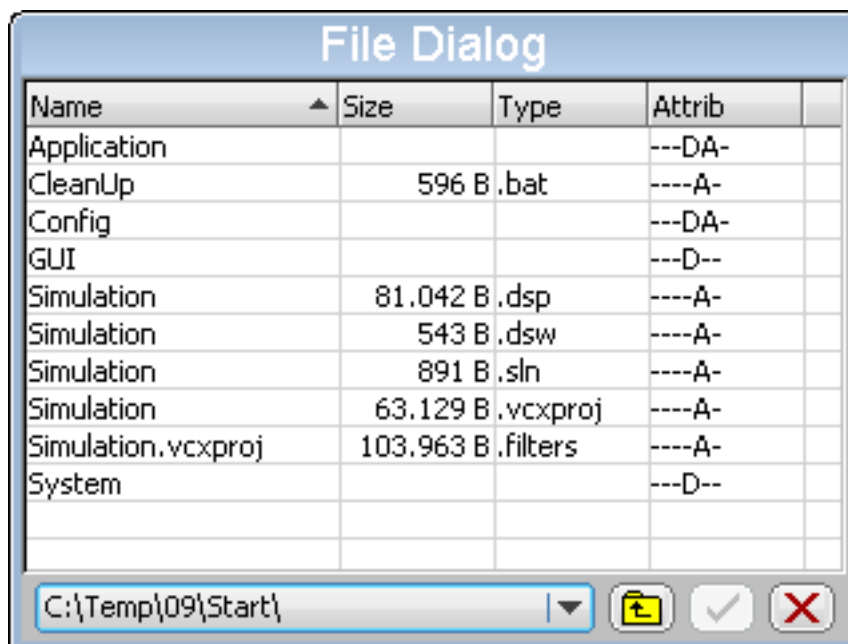 File Dialog
Name Size Type Attrib
Application ---DA-
CleanUp 596 B .bat ----A-
Config ---DA-
GUI ---D--
Simulation 81.042 B .dsp ----A-
Simulation 543 B .dsw ----A-
Simulation 891 B .sln ----A-
Simulation 63.129 B .vcxproj ----A-
Simulation.vcxproj 103.963 B .filters ----A-
System ---D--
C:\Temp\09\Start\